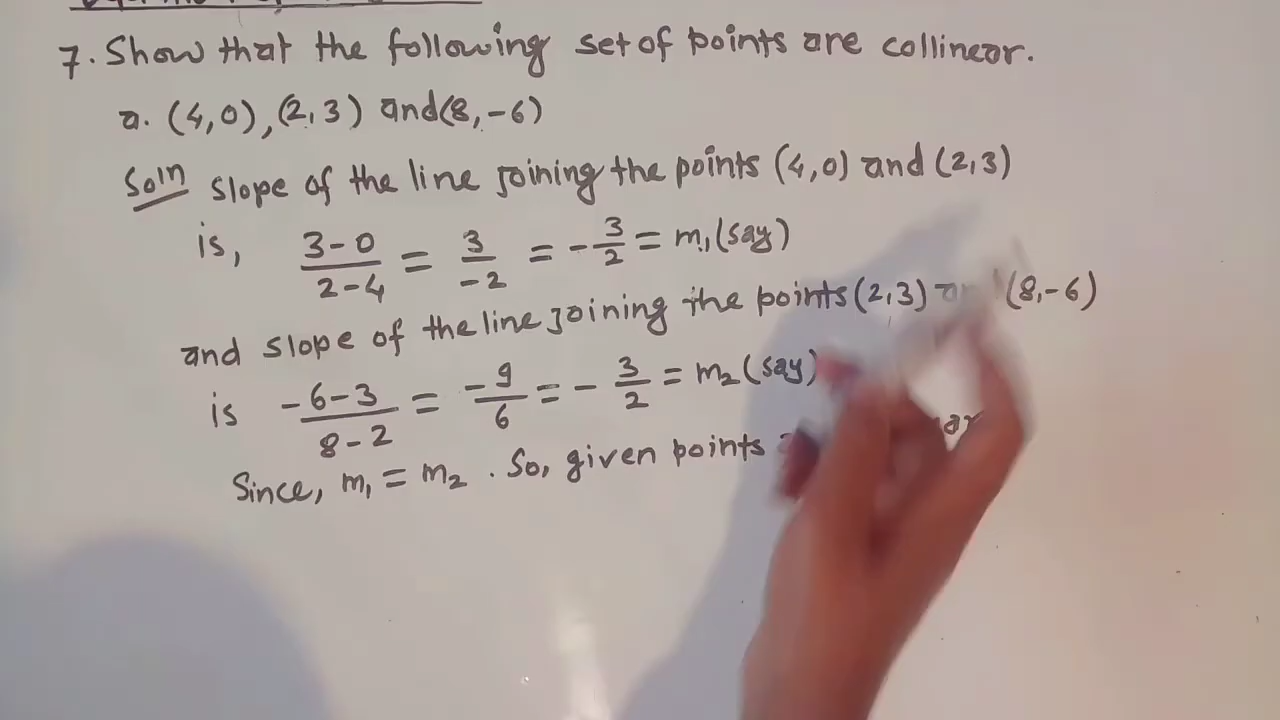 7. Show that the following set of points are collinear.
a. (4,0), (2,3) and (8,-6)
Soln Slope of the line joining the points (4,0) and (2,3)
is, 3-0/2-4 = 3/-2 = -3/2 = m₁ (say)
and slope of the line joining the points (2,3) (8,-6)
is -6-3/8-2 = -9/6 = -3/2 = m₂ (say)
Since, m₁ = m₂. So, given points